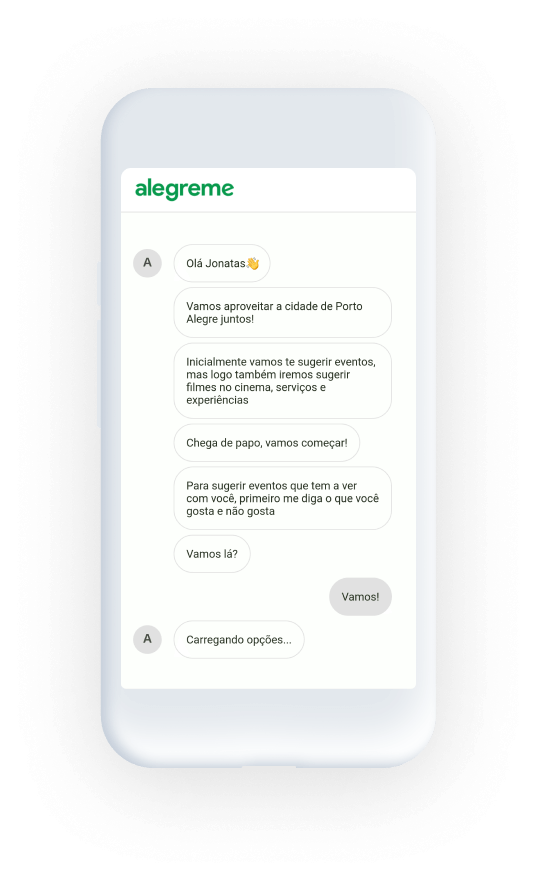 alegreme
A
Olá Jonatas👋
Vamos aproveitar a cidade de Porto
Alegre juntos!
Inicialmente vamos te sugerir eventos,
mas logo também iremos sugerir
filmes no cinema, serviços e
experiências
Chega de papo, vamos começar!
Para sugerir eventos que tem a ver
com você, primeiro me diga o que você
gosta e não gosta
Vamos lá?
Vamos!
A
Carregando opções...